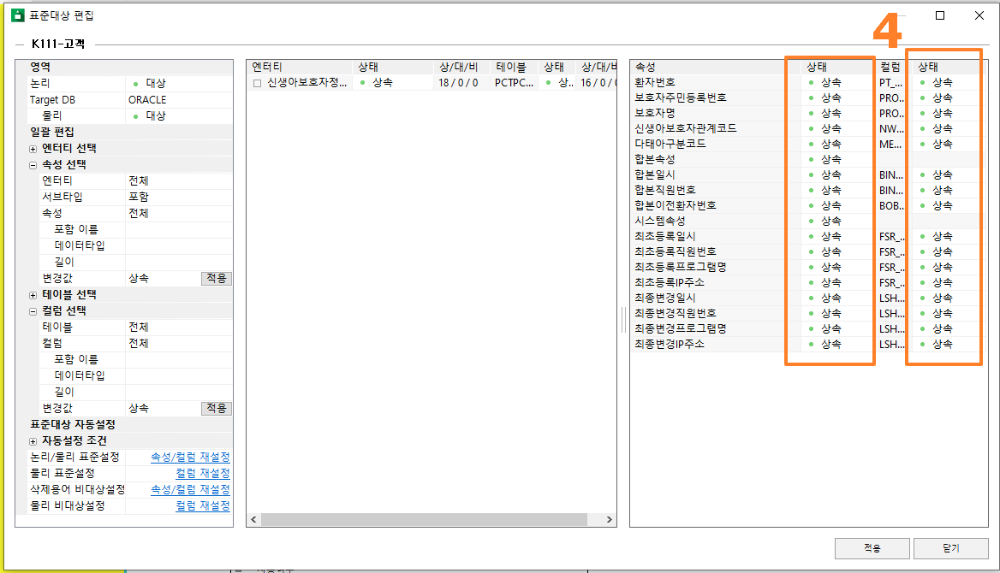 표준대상 편집
4
K111-고객
영역
논리 대상
Target DB ORACLE
물리 대상
일괄 편집
엔터티 선택
속성 선택
엔터티 전체
서브타입 포함
속성 전체
포함 이름
데이터타입
길이
변경값 상속 적용
테이블 선택
컬럼 선택
테이블 전체
컬럼 전체
포함 이름
데이터타입
길이
변경값 상속 적용
표준대상 자동설정
자동설정 조건
논리/물리 표준설정 속성/컬럼 재설정
물리 표준설정 컬럼 재설정
삭제용어 비대상설정 속성/컬럼 재설정
물리 비대상설정 컬럼 재설정
엔터티 상태 상/대/비 테이블 상태 상/대/비
신생아보호자정... 상속 18 / 0 / 0 PCTPC... 상.. 16 / 0 / 0
속성 상태 컬럼 상태
환자번호 상속 PT_... 상속
보호자주민등록번호 상속 PRO... 상속
보호자명 상속 PRO... 상속
신생아보호자관계코드 상속 NW... 상속
다태아구분코드 상속 ME... 상속
합본속성 상속
합본일시 상속 BIN... 상속
합본직원번호 상속 BIN... 상속
합본이전환자번호 상속 BOB... 상속
시스템속성 상속
최초등록일시 상속 FSR_... 상속
최초등록직원번호 상속 FSR_... 상속
최초등록프로그램명 상속 FSR_... 상속
최초등록IP주소 상속 FSR_... 상속
최종변경일시 상속 LSH... 상속
최종변경직원번호 상속 LSH... 상속
최종변경프로그램명 상속 LSH... 상속
최종변경IP주소 상속 LSH... 상속
적용 닫기